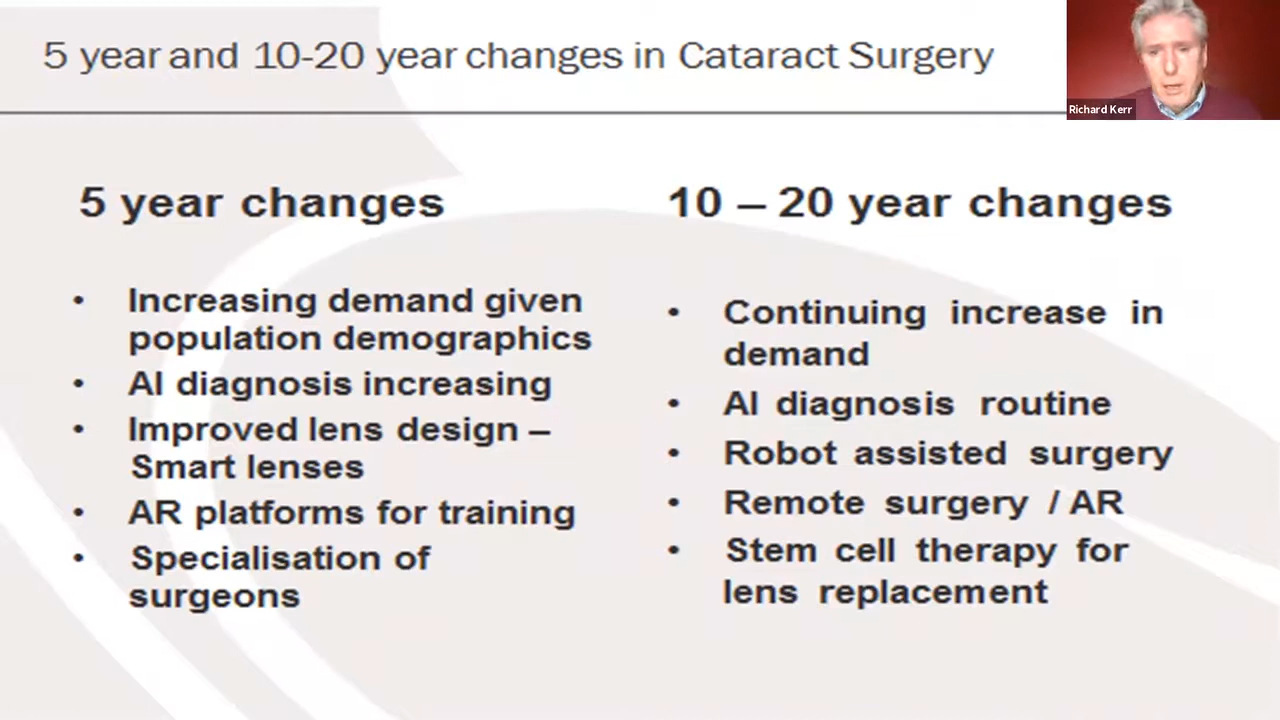 5 year and 10-20 year changes in Cataract Surgery
Richard Kerr
5 year changes
• Increasing demand given
population demographics
• AI diagnosis increasing
• Improved lens design –
Smart lenses
• AR platforms for training
• Specialisation of
surgeons
10 – 20 year changes
• Continuing increase in
demand
• AI diagnosis routine
• Robot assisted surgery
• Remote surgery / AR
• Stem cell therapy for
lens replacement